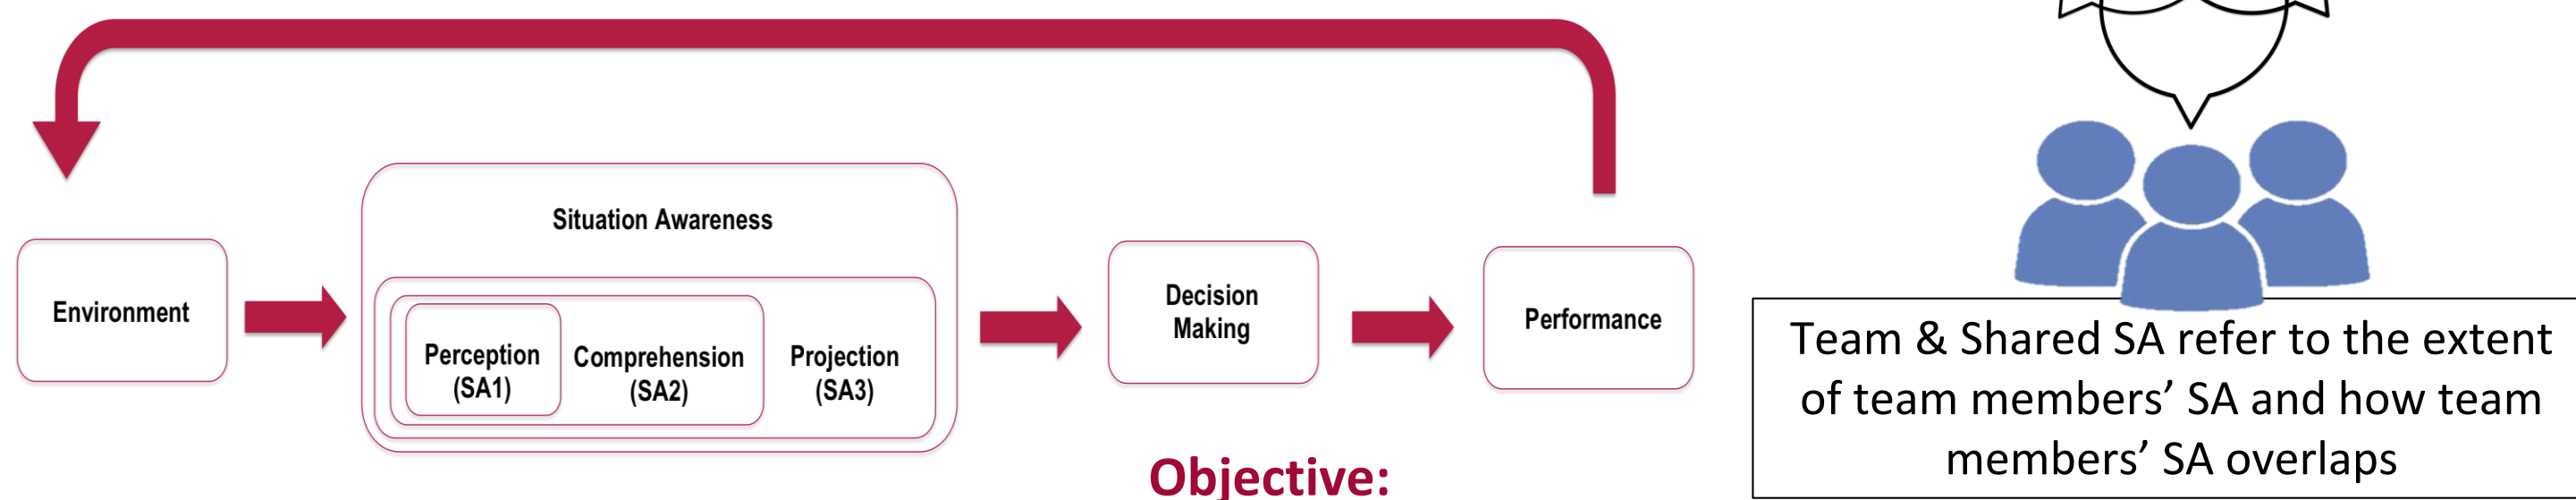 Situation Awareness
Environment
Perception
(SA1)
Comprehension
(SA2)
Projection
(SA3)
Decision
Making
Performance
Team & Shared SA refer to the extent
of team members’ SA and how team
members’ SA overlaps
Objective: